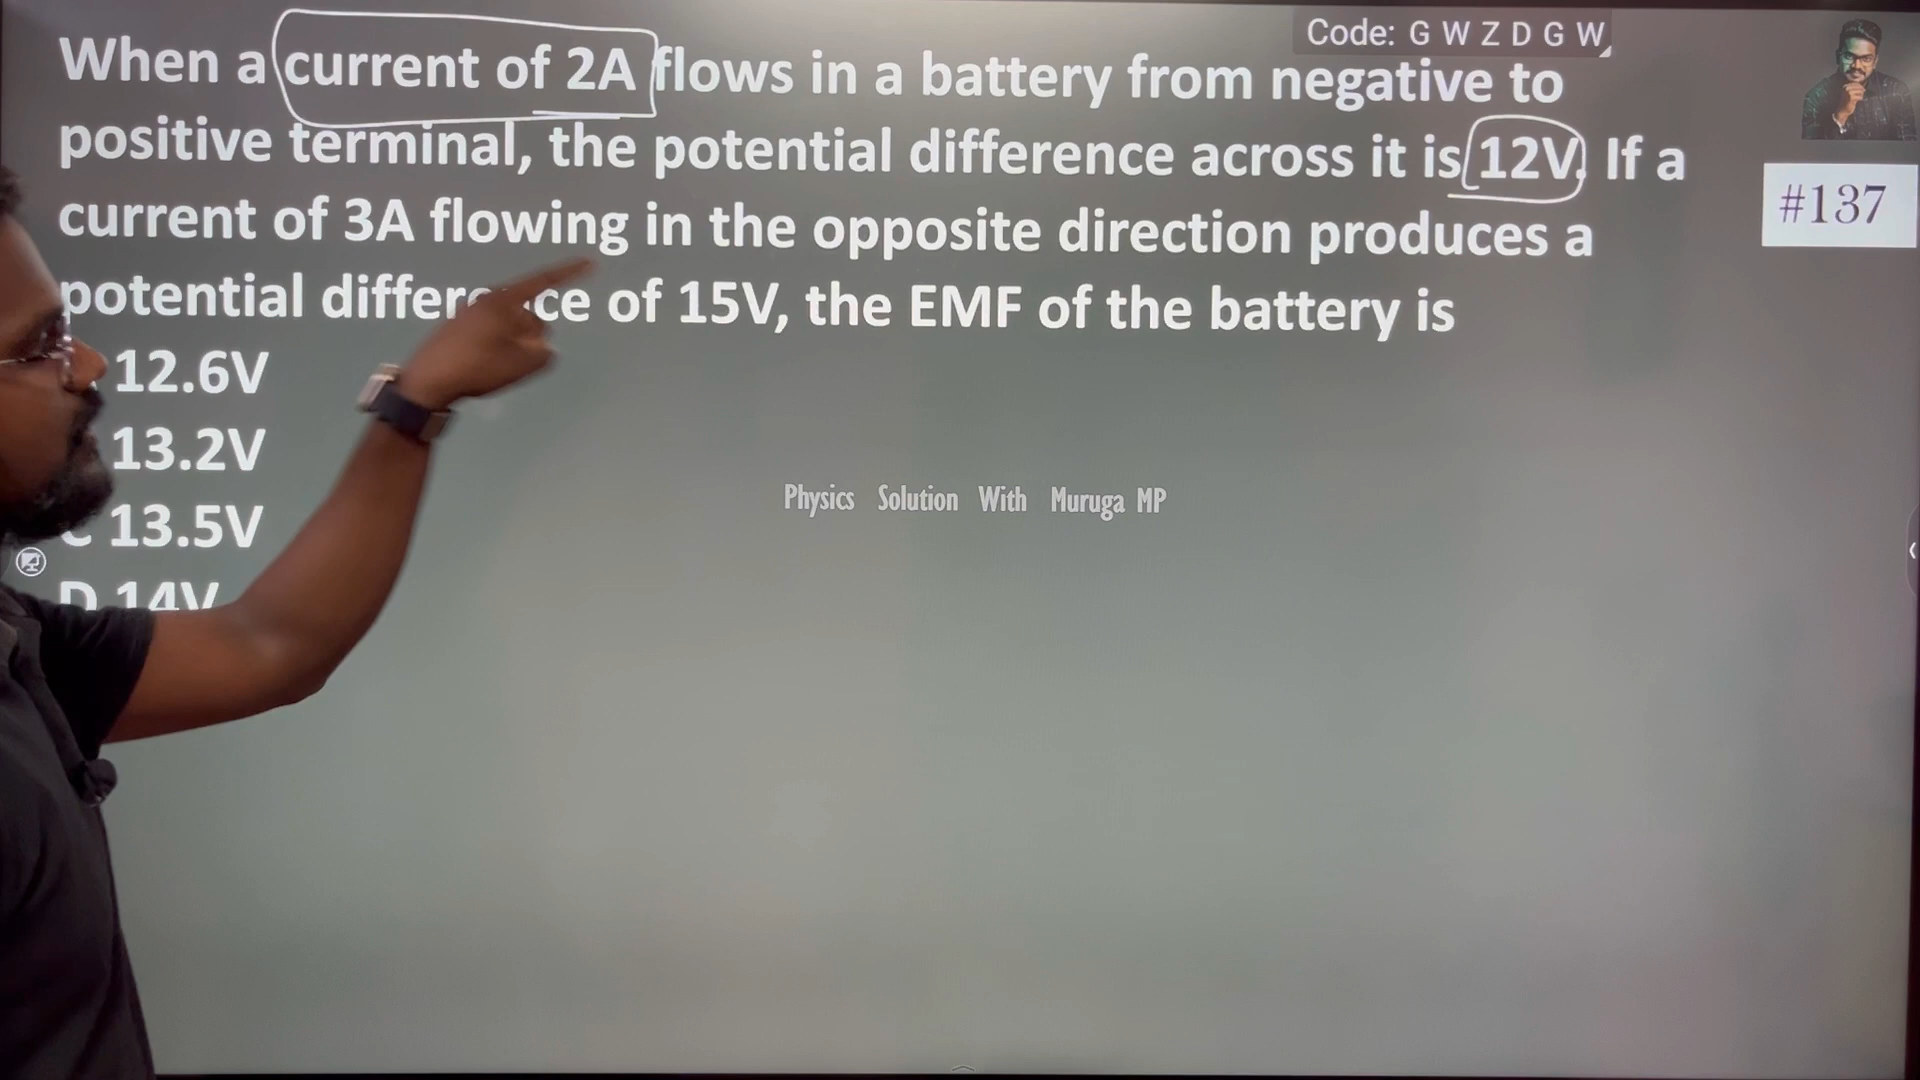 Code: G W Z D G W
When a current of 2A flows in a battery from negative to
positive terminal, the potential difference across it is 12V. If a
#137
current of 3A flowing in the opposite direction produces a
potential of 15V, the EMF of the battery is
12.6V
13.2V
C 13.5V
D 14V
Physics Solution With Muruga MP